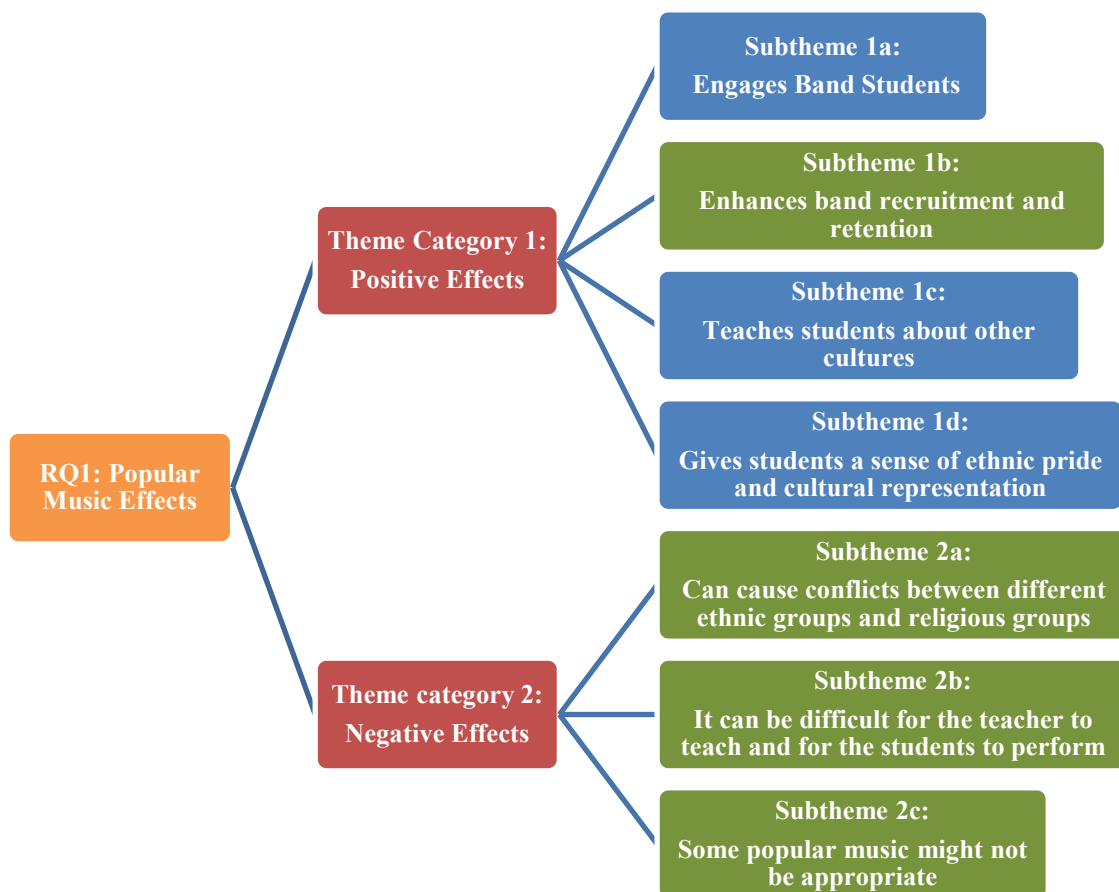 Subtheme 1a:
Engages Band Students
Subtheme 1b:
Enhances band recruitment and
retention
Theme Category 1:
Positive Effects
Subtheme 1c:
Teaches students about other
cultures
Subtheme 1d:
Gives students a sense of ethnic pride
and cultural representation
RQ1: Popular
Music Effects
Subtheme 2a:
Can cause conflicts between different
ethnic groups and religious groups
Theme category 2:
Negative Effects
Subtheme 2b:
It can be difficult for the teacher to
teach and for the students to perform
Subtheme 2c:
Some popular music might not
be appropriate